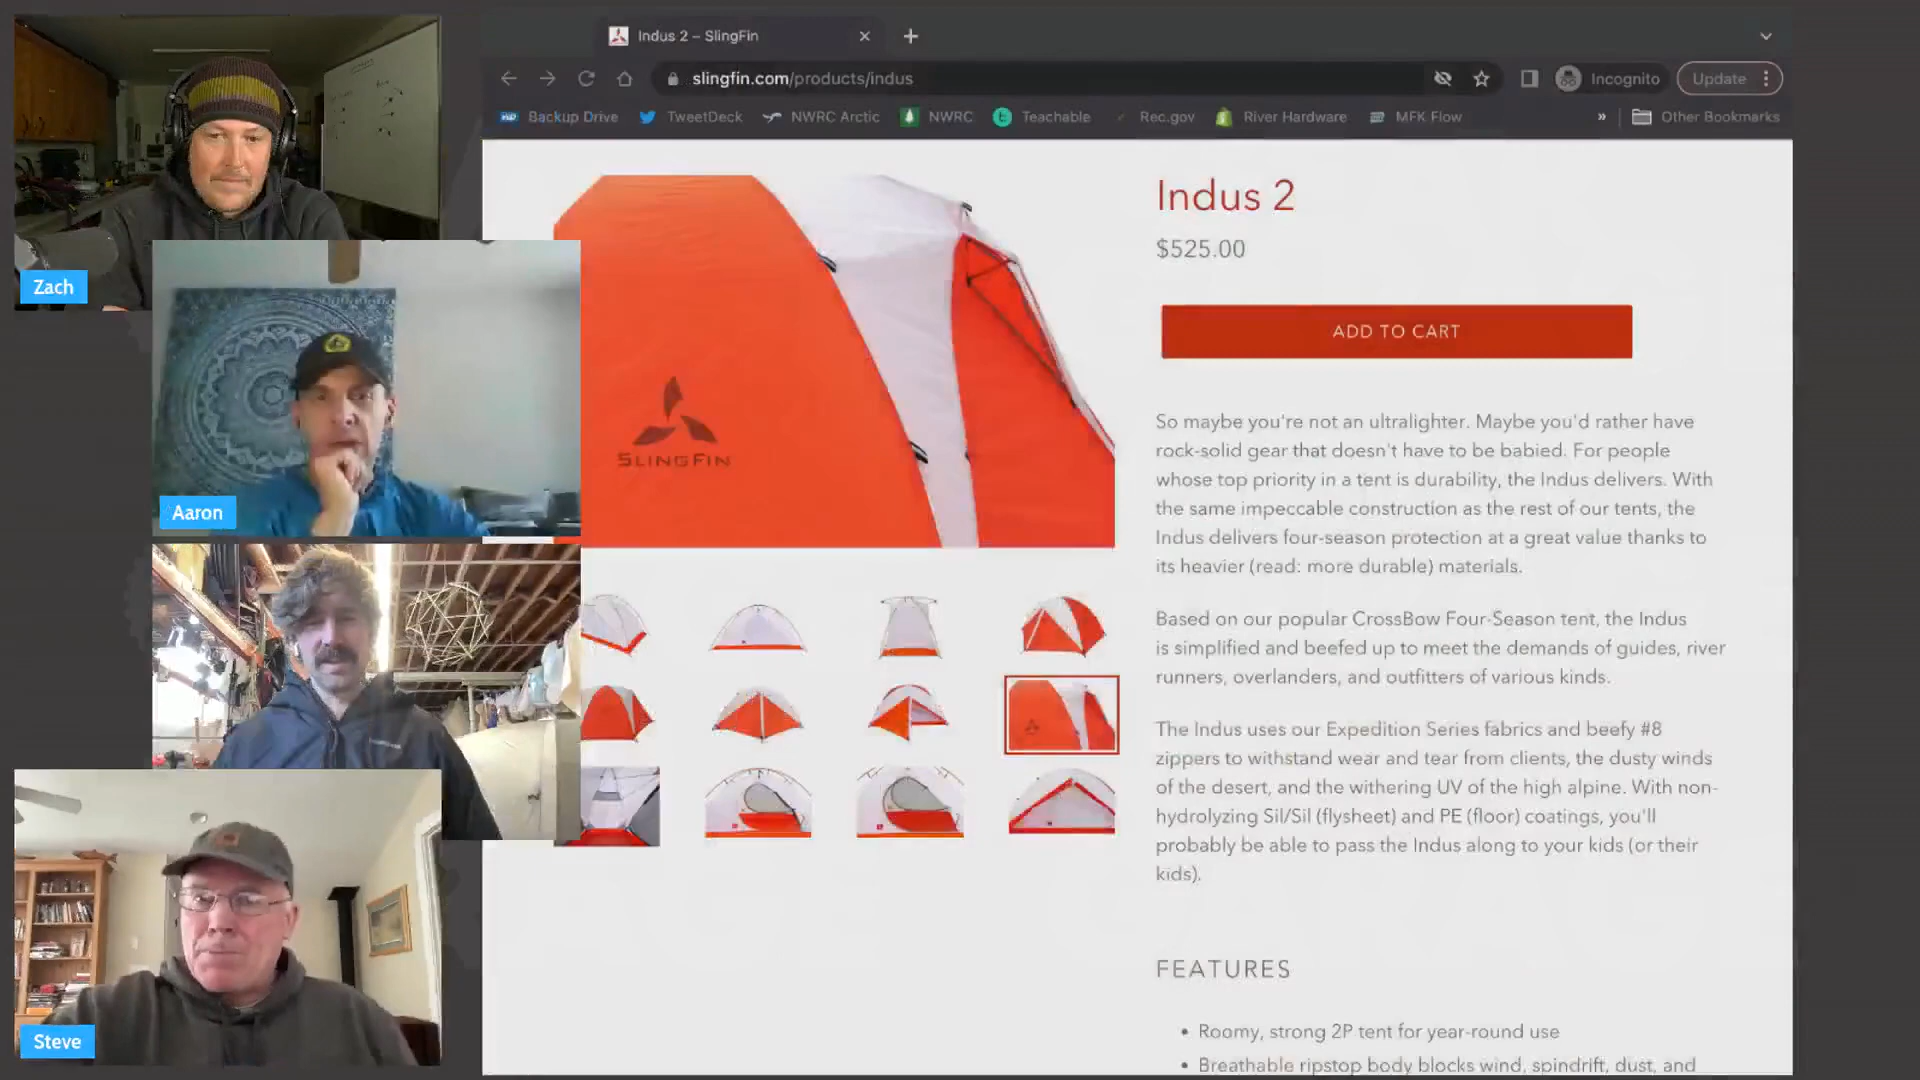 Indus 2 – SlingFin
slingfin.com/products/indus
Incognito
Update
Backup Drive
TweetDeck
NWRC Arctic
NWRC
Teachable
Rec.gov
River Hardware
MFK Flow
»
Other Bookmarks
Zach
Aaron
Steve
SLINGFIN
Indus 2
$525.00
ADD TO CART
So maybe you're not an ultralighter. Maybe you'd rather have
rock-solid gear that doesn't have to be babied. For people
whose top priority in a tent is durability, the Indus delivers. With
the same impeccable construction as the rest of our tents, the
Indus delivers four-season protection at a great value thanks to
its heavier (read: more durable) materials.
Based on our popular CrossBow Four-Season tent, the Indus
is simplified and beefed up to meet the demands of guides, river
runners, overlanders, and outfitters of various kinds.
The Indus uses our Expedition Series fabrics and beefy #8
zippers to withstand wear and tear from clients, the dusty winds
of the desert, and the withering UV of the high alpine. With non-
hydrolyzing Sil/Sil (flysheet) and PE (floor) coatings, you'll
probably be able to pass the Indus along to your kids (or their
kids).
FEATURES
• Roomy, strong 2P tent for year-round use
• Breathable ripstop body blocks wind, spindrift, dust, and